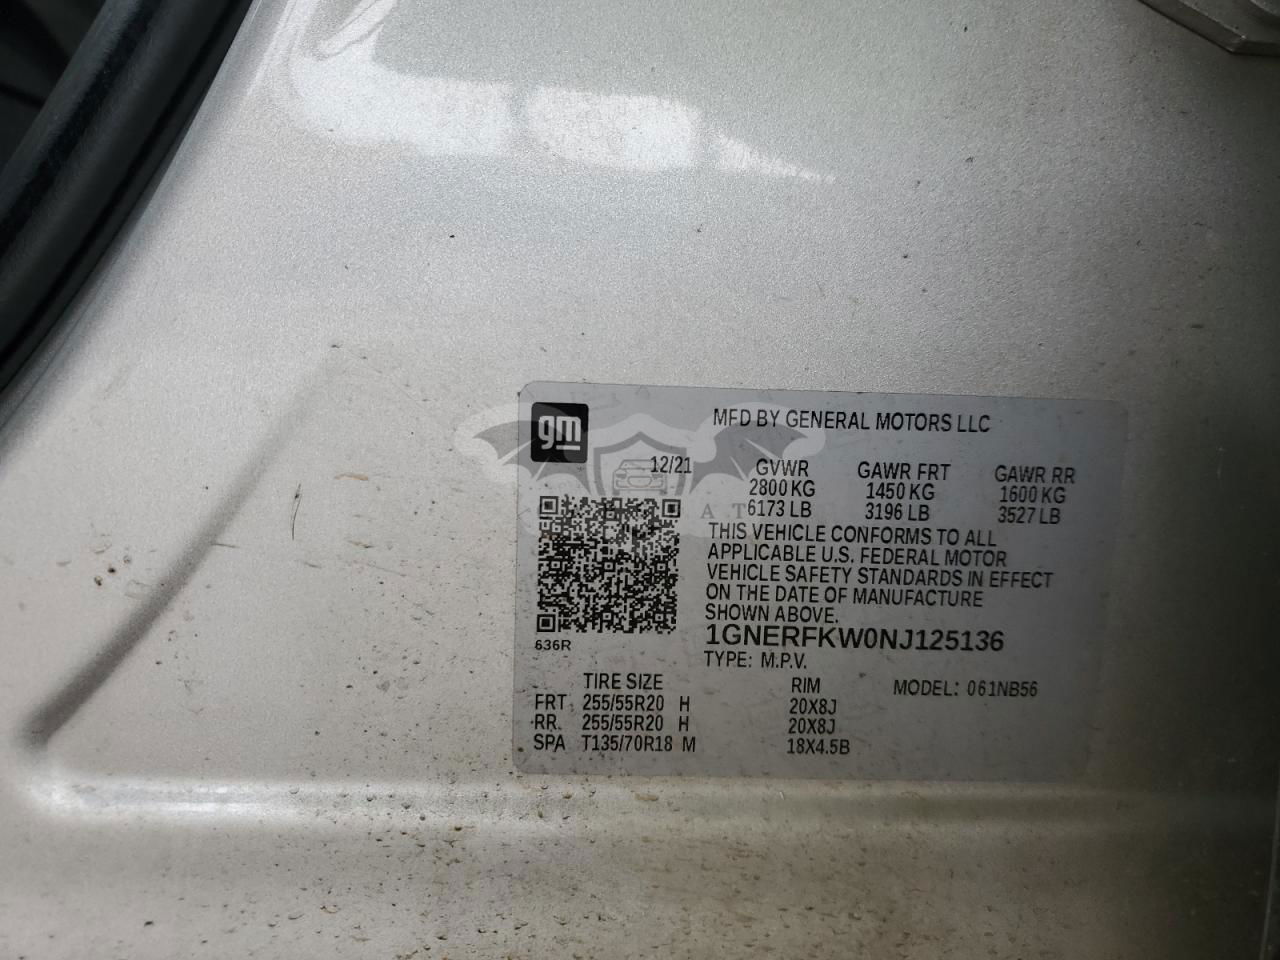 gm
MFD BY GENERAL MOTORS LLC
12/21
GVWR GAWR FRT GAWR RR
2800 KG 1450 KG 1600 KG
6173 LB 3196 LB 3527 LB
THIS VEHICLE CONFORMS TO ALL
APPLICABLE U.S. FEDERAL MOTOR
VEHICLE SAFETY STANDARDS IN EFFECT
ON THE DATE OF MANUFACTURE
SHOWN ABOVE.
1GNERFKW0NJ125136
636R
TYPE: M.P.V.
TIRE SIZE RIM MODEL: 061NB56
FRT 255/55R20 H 20X8J
RR 255/55R20 H 20X8J
SPA T135/70R18 M 18X4.5B